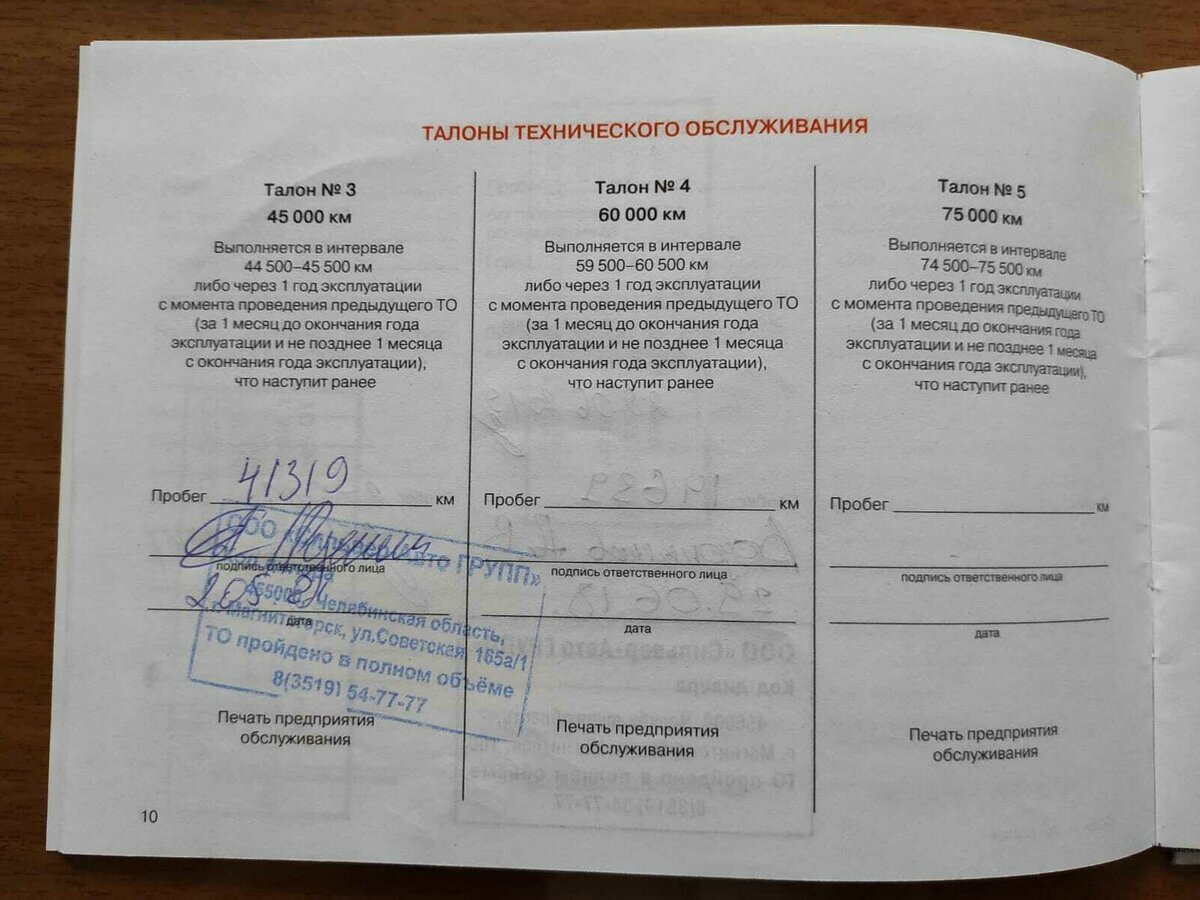 ТАЛОНЫ ТЕХНИЧЕСКОГО ОБСЛУЖИВАНИЯ
Талон № 3
45 000 км
Выполняется в интервале
44 500–45 500 км
либо через 1 год эксплуатации
с момента проведения предыдущего ТО
(за 1 месяц до окончания года
эксплуатации и не позднее 1 месяца
с окончания года эксплуатации),
что наступит ранее
Пробег 41319 км
подпись ответственного лица
дата
ООО «Сильвер-Авто ГРУПП»
Код дилера
455000, Челябинская область,
г. Магнитогорск, ул.Советская, 165а/1
ТО пройдено в полном объёме
8(3519) 54-77-77
Печать предприятия
обслуживания
Талон № 4
60 000 км
Выполняется в интервале
59 500–60 500 км
либо через 1 год эксплуатации
с момента проведения предыдущего ТО
(за 1 месяц до окончания года
эксплуатации и не позднее 1 месяца
с окончания года эксплуатации),
что наступит ранее
Пробег км
подпись ответственного лица
дата
Печать предприятия
обслуживания
Талон № 5
75 000 км
Выполняется в интервале
74 500–75 500 км
либо через 1 год эксплуатации
с момента проведения предыдущего ТО
(за 1 месяц до окончания года
эксплуатации и не позднее 1 месяца
с окончания года эксплуатации),
что наступит ранее
Пробег км
подпись ответственного лица
дата
Печать предприятия
обслуживания
10